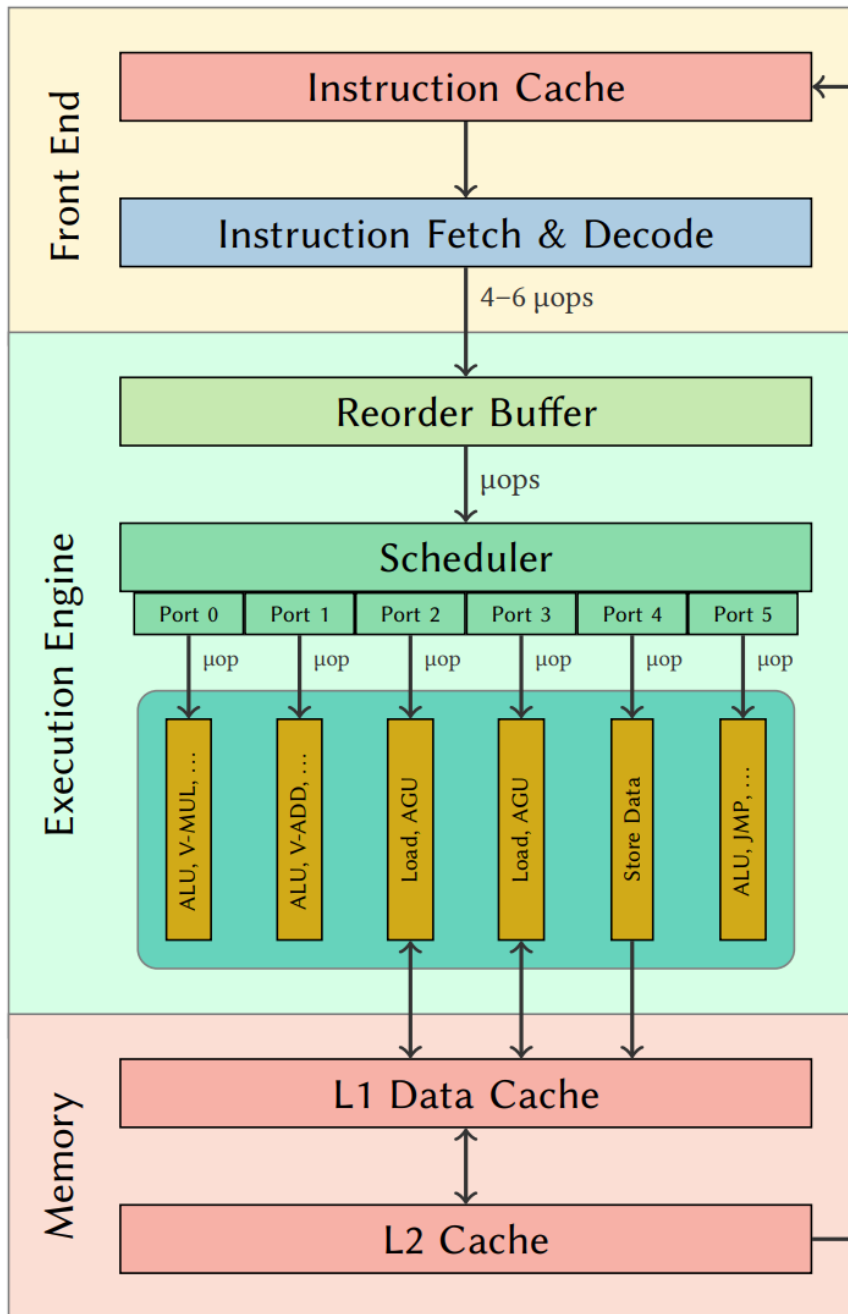 Front End
Instruction Cache
Instruction Fetch & Decode
4–6 µops
Execution Engine
Reorder Buffer
µops
Scheduler
Port 0 Port 1 Port 2 Port 3 Port 4 Port 5
µop µop µop µop µop µop
ALU, V-MUL, …
ALU, V-ADD, …
Load, AGU
Load, AGU
Store Data
ALU, JMP, …
Memory
L1 Data Cache
L2 Cache